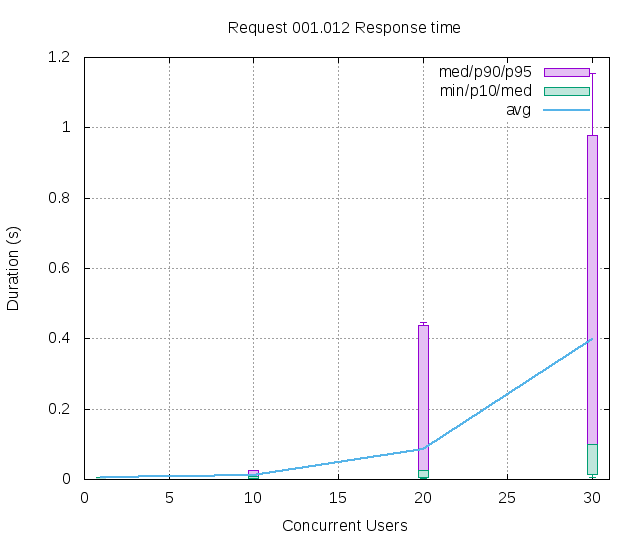 Request 001.012 Response time
med/p90/p95
min/p10/med
avg
Duration (s)
1.2
1
0.8
0.6
0.4
0.2
0
0 5 10 15 20 25 30
Concurrent Users